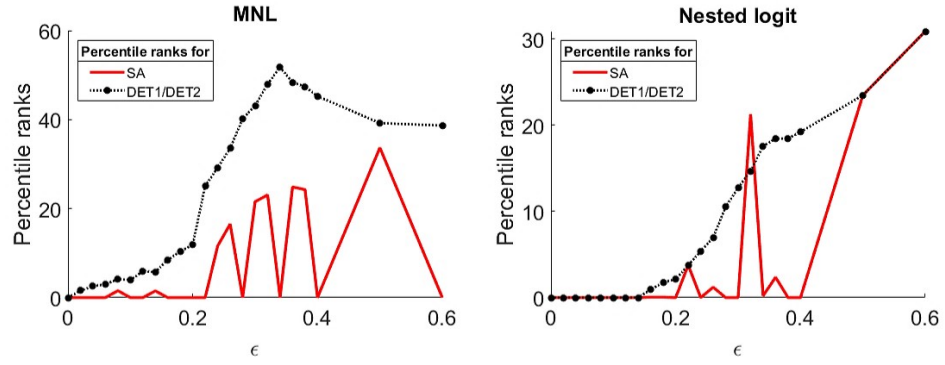 MNL
Percentile ranks
60
40
20
0
Percentile ranks for
SA
DET1/DET2
0
0.2
0.4
0.6
ϵ
Nested logit
Percentile ranks
30
20
10
0
Percentile ranks for
SA
DET1/DET2
0
0.2
0.4
0.6
ϵ